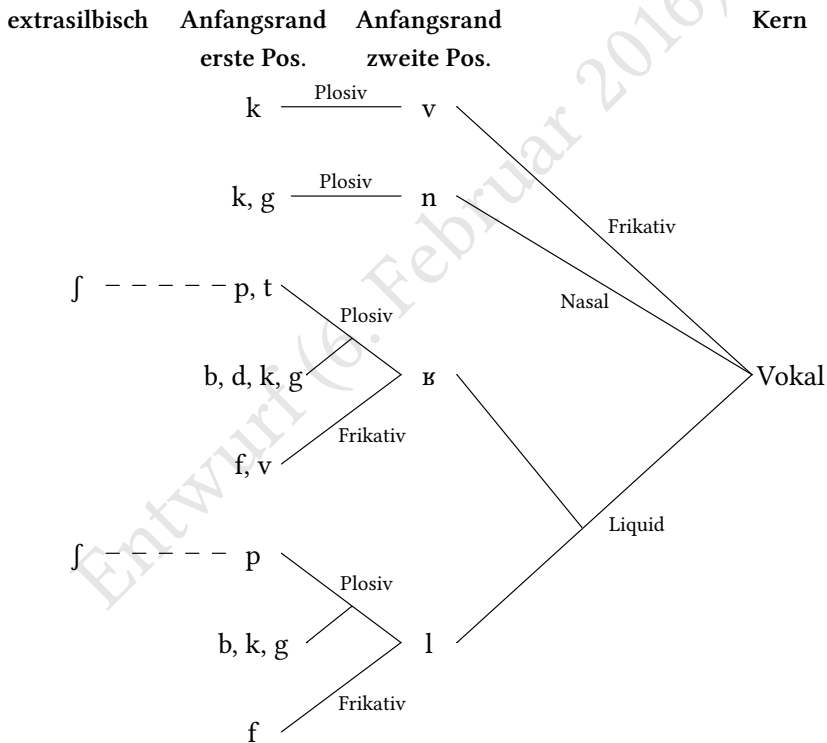 extrasilbisch Anfangsrand Anfangsrand Kern
erste Pos. zweite Pos.
k Plosiv v
k, g Plosiv n
Frikativ
ʃ p, t
Nasal
Plosiv
b, d, k, g ʁ Vokal
Frikativ
f, v
Liquid
ʃ p
Plosiv
b, k, g l
Frikativ
f
Entwurf (6. Februar 2016)